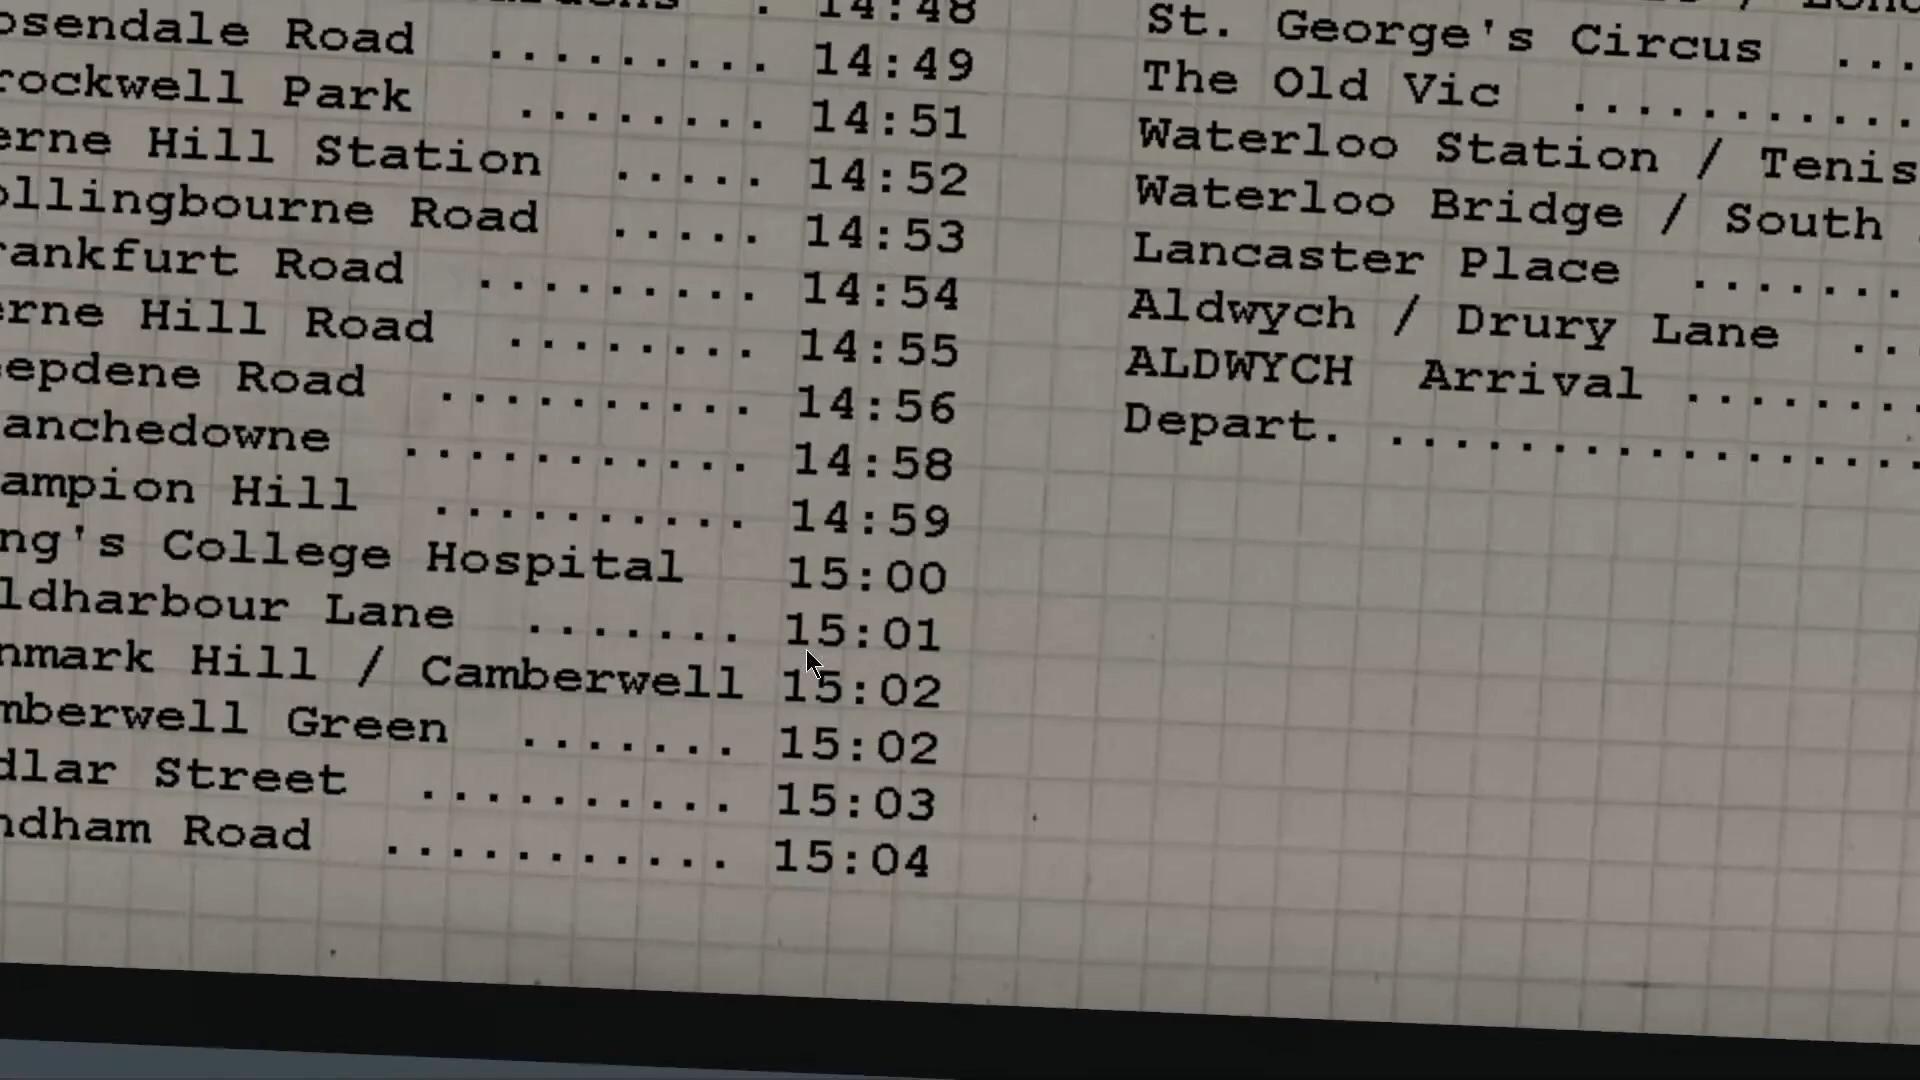 14:48
osendale Road ......... 14:49
rockwell Park ........ 14:51
erne Hill Station ..... 14:52
ollingbourne Road ..... 14:53
rankfurt Road ......... 14:54
erne Hill Road ........ 14:55
eepdene Road .......... 14:56
anchedowne ........... 14:58
ampion Hill .......... 14:59
ng's College Hospital 15:00
ldharbour Lane ....... 15:01
nmark Hill / Camberwell 15:02
mberwell Green ....... 15:02
dlar Street .......... 15:03
ndham Road ........... 15:04
St. George's Circus ...
The Old Vic ...........
Waterloo Station / Tenis
Waterloo Bridge / South
Lancaster Place .......
Aldwych / Drury Lane ..
ALDWYCH Arrival ........
Depart. .................